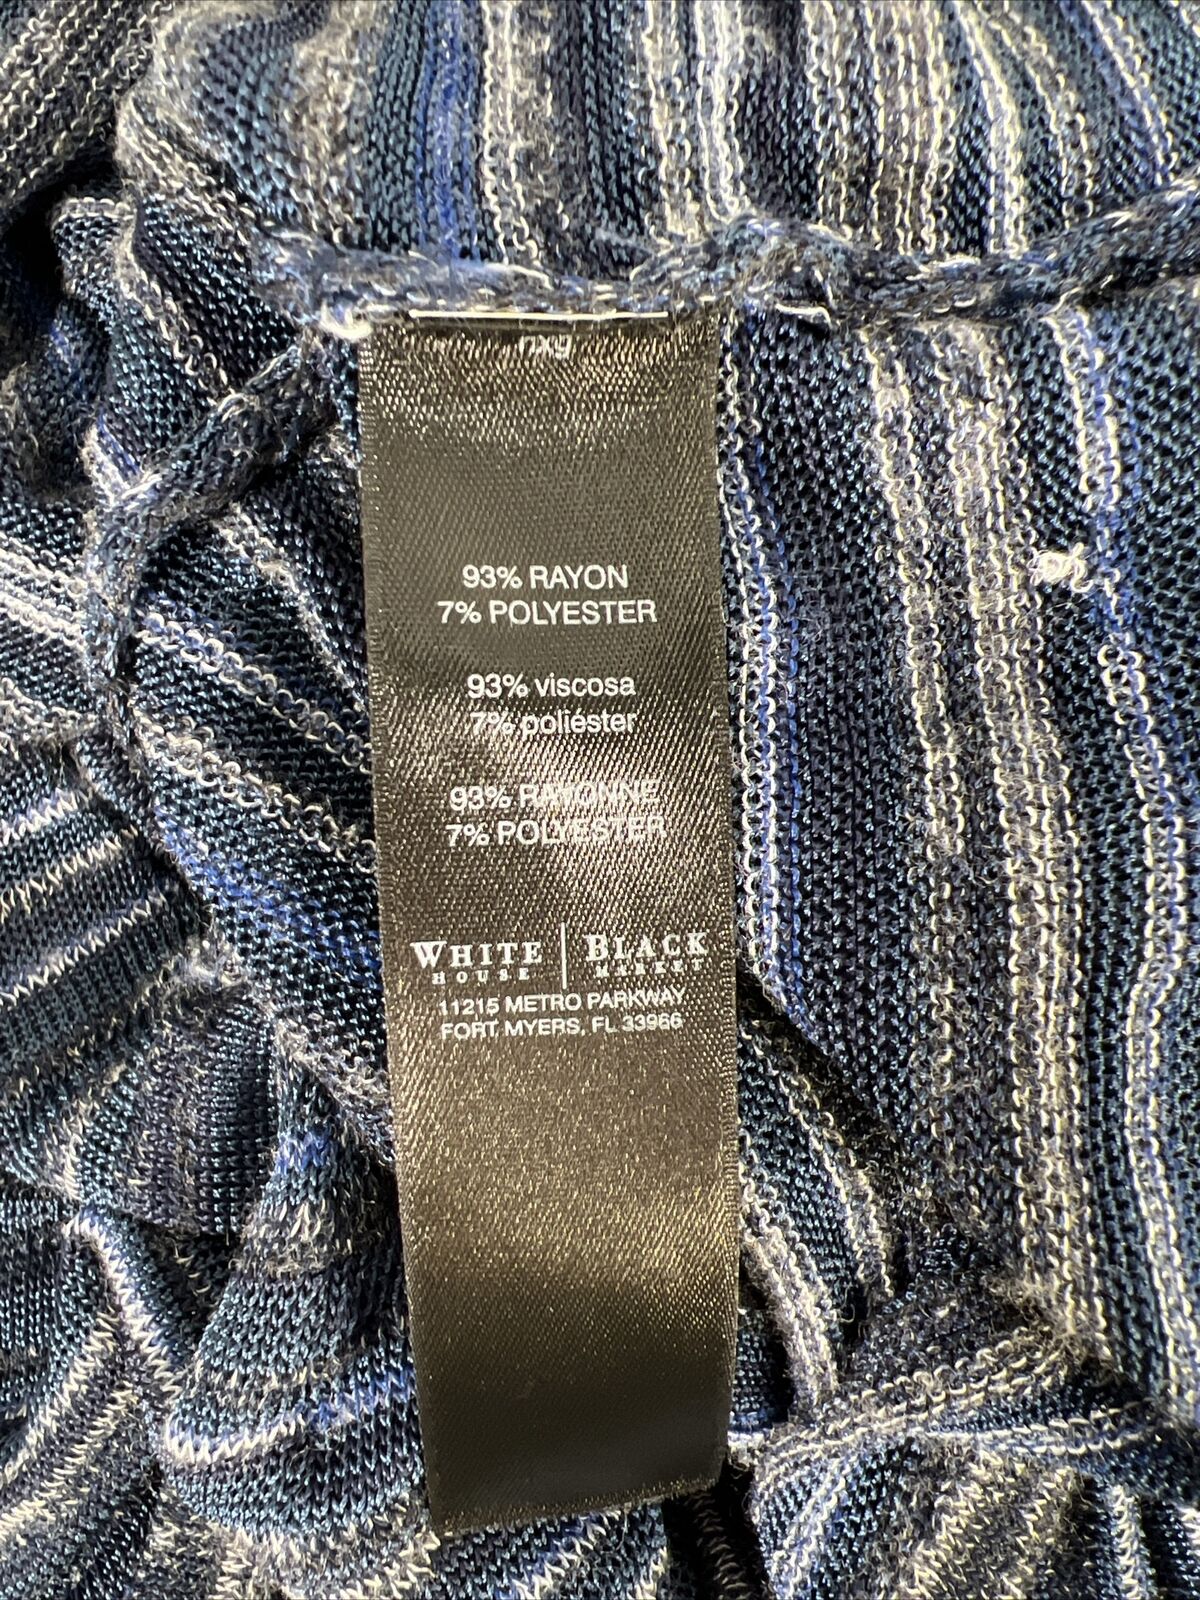 93% RAYON
7% POLYESTER
93% viscosa
7% poliéster
93% RAYONNE
7% POLYESTER
WHITE HOUSE | BLACK MARKET
11215 METRO PARKWAY
FORT MYERS, FL 33966